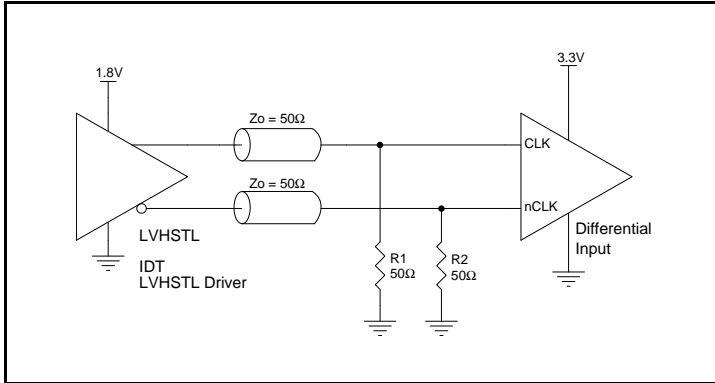 1.8V
3.3V
Zo = 50Ω
CLK
Zo = 50Ω
nCLK
LVHSTL
IDT
LVHSTL Driver
R1
50Ω
R2
50Ω
Differential
Input